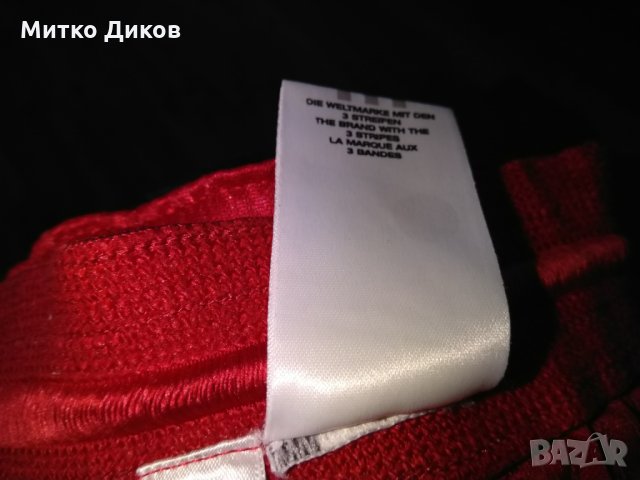 Митко Диков
DIE WELTMARKE MIT DEN
3 STREIFEN
THE BRAND WITH THE
3 STRIPES
LA MARQUE AUX
3 BANDES
BAZAR